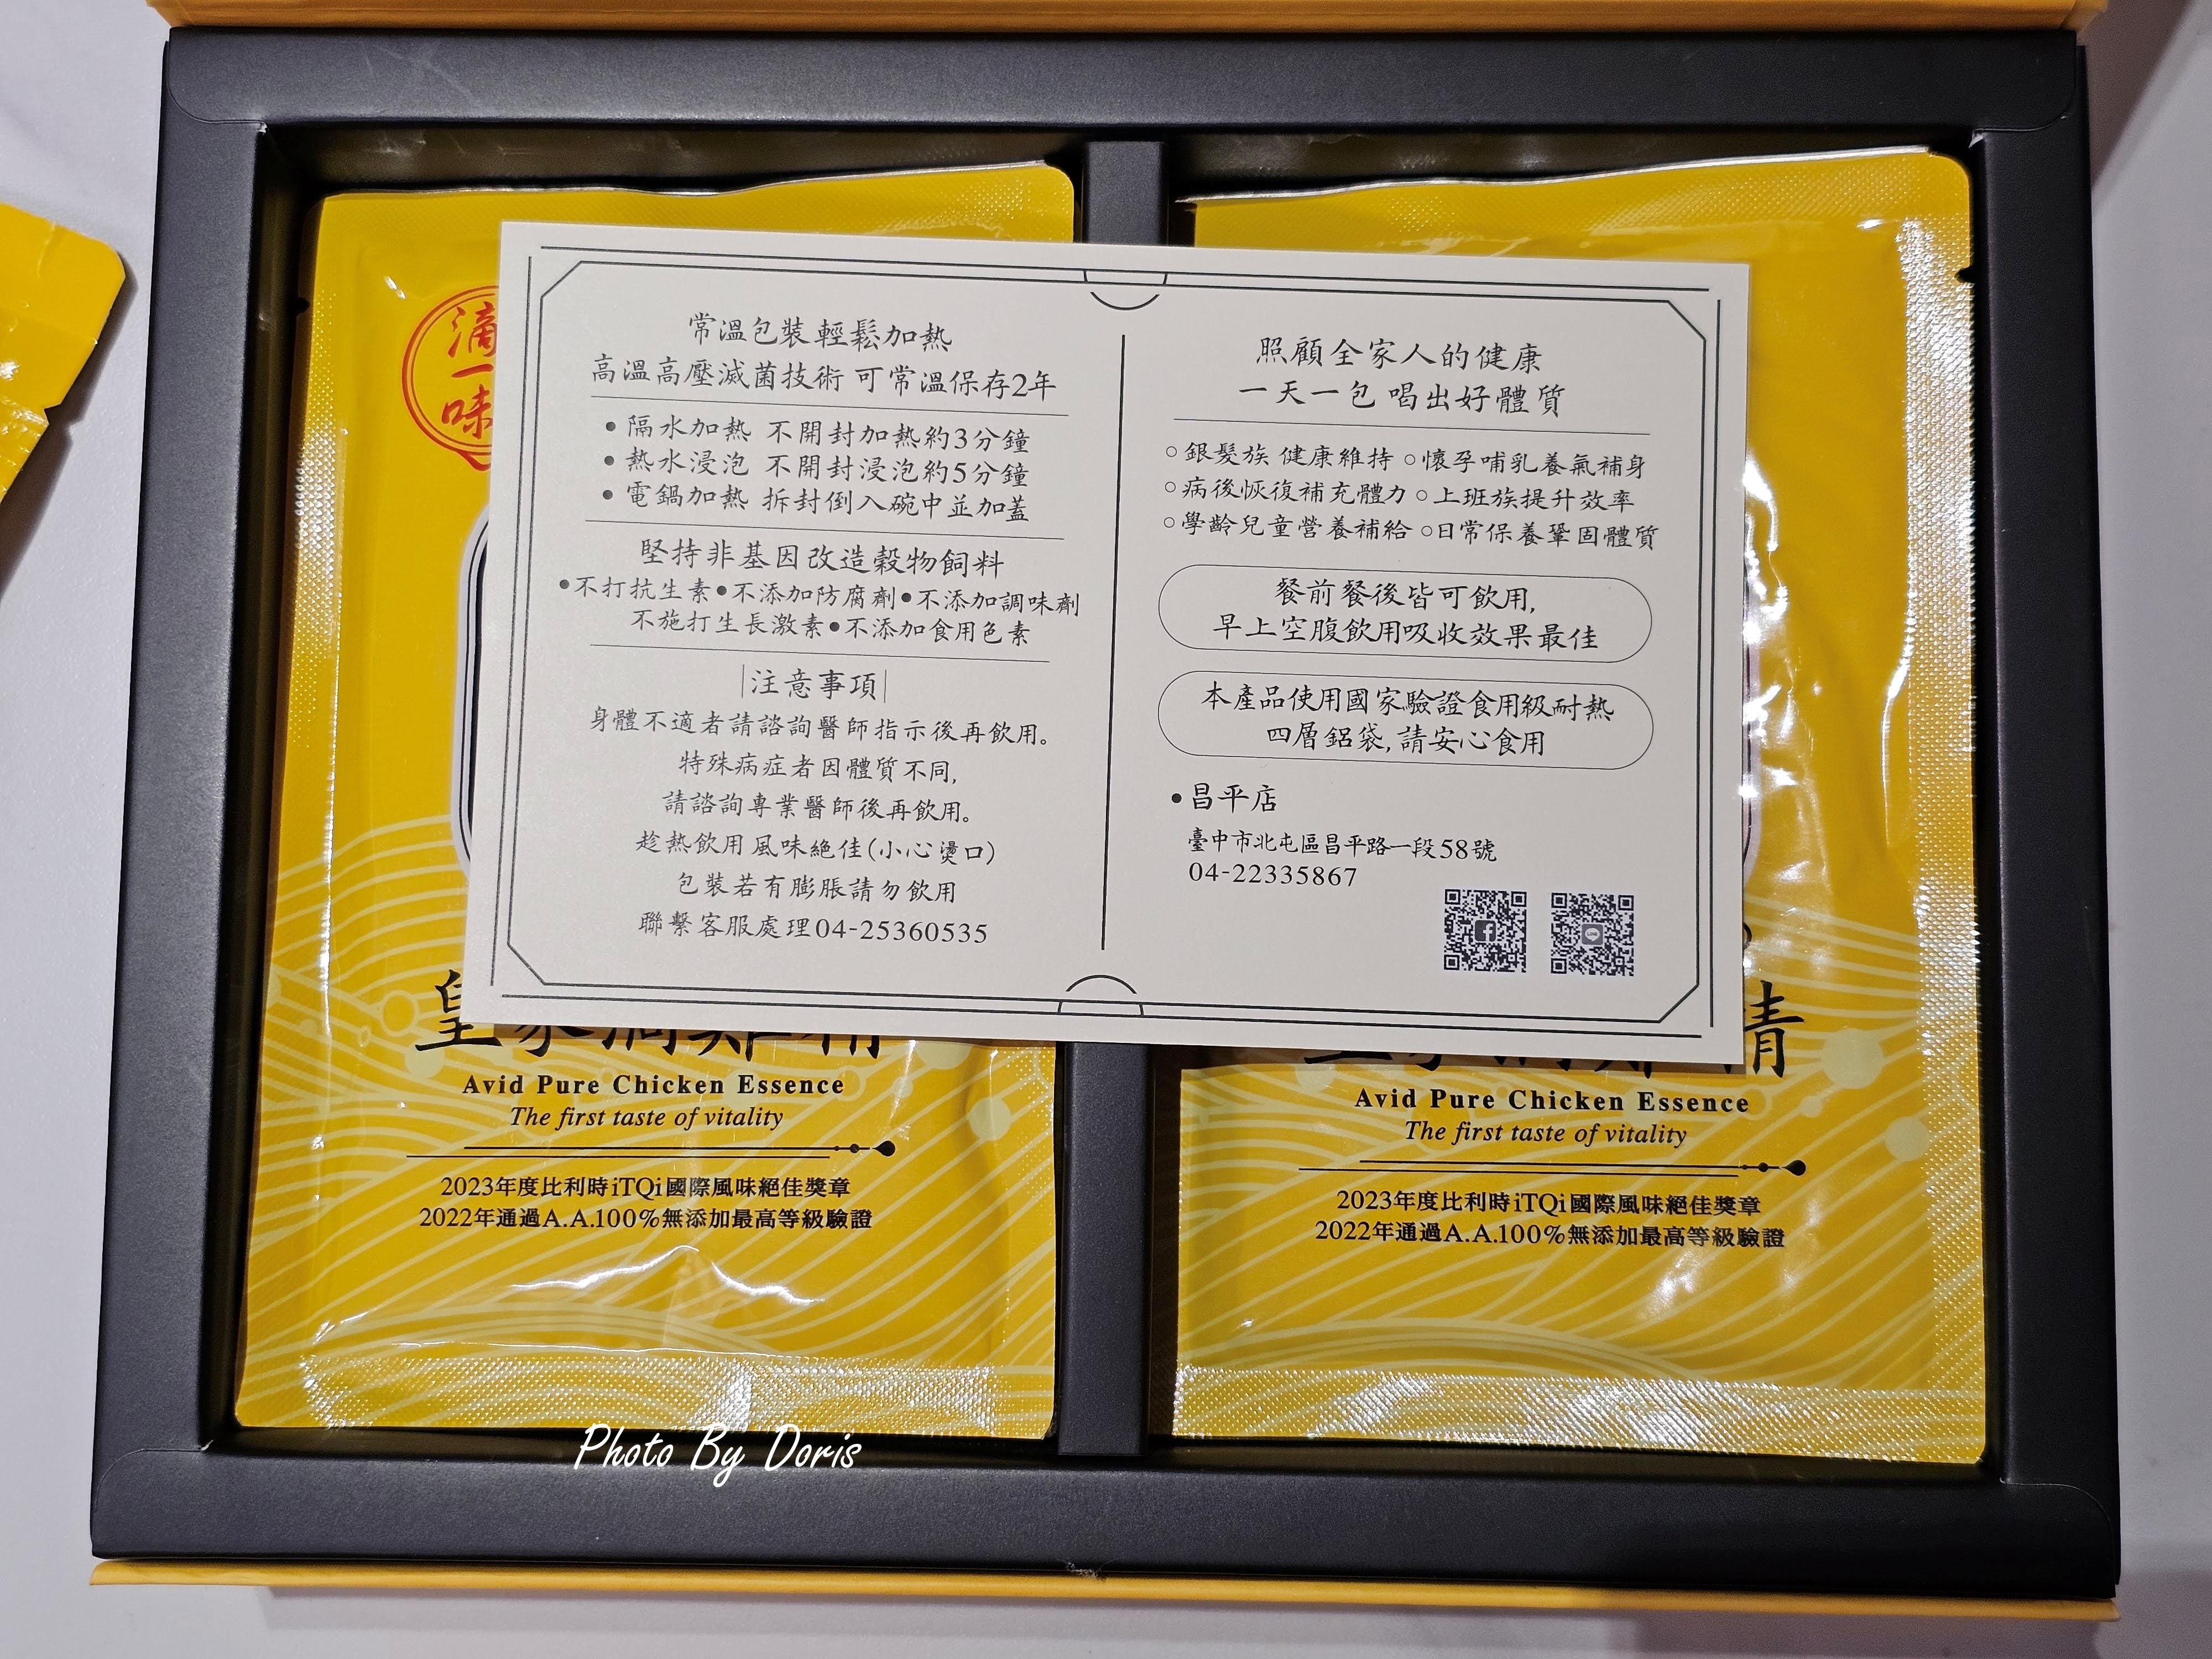 滴
一
味
常溫包裝輕鬆加熱
高溫高壓滅菌技術 可常溫保存2年
•隔水加熱 不開封加熱約3分鐘
•熱水浸泡 不開封浸泡約5分鐘
•電鍋加熱 拆封倒入碗中並加蓋
堅持非基因改造穀物飼料
•不打抗生素•不添加防腐劑•不添加調味劑
不施打生長激素•不添加食用色素
|注意事項|
身體不適者請諮詢醫師指示後再飲用。
特殊病症者因體質不同,
請諮詢專業醫師後再飲用。
趁熱飲用風味絕佳(小心燙口)
包裝若有膨脹請勿飲用
聯繫客服處理04-25360535
照顧全家人的健康
一天一包 喝出好體質
○銀髮族 健康維持 ○懷孕哺乳養氣補身
○病後恢復補充體力 ○上班族提升效率
○學齡兒童營養補給 ○日常保養鞏固體質
餐前餐後皆可飲用,
早上空腹飲用吸收效果最佳
本產品使用國家驗證食用級耐熱
四層鋁袋,請安心食用
•昌平店
臺中市北屯區昌平路一段58號
04-22335867
皇家滴雞精
Avid Pure Chicken Essence
The first taste of vitality
2023年度比利時iTQi國際風味絕佳獎章
2022年通過A.A.100%無添加最高等級驗證
精
Avid Pure Chicken Essence
The first taste of vitality
2023年度比利時iTQi國際風味絕佳獎章
2022年通過A.A.100%無添加最高等級驗證
Photo By Doris